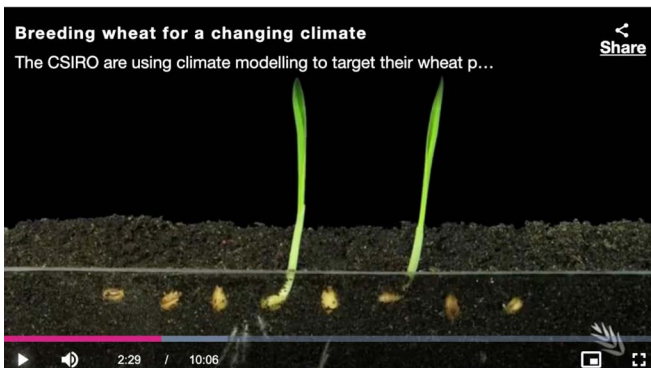 Breeding wheat for a changing climate
Share
The CSIRO are using climate modelling to target their wheat p...
2:29 / 10:06